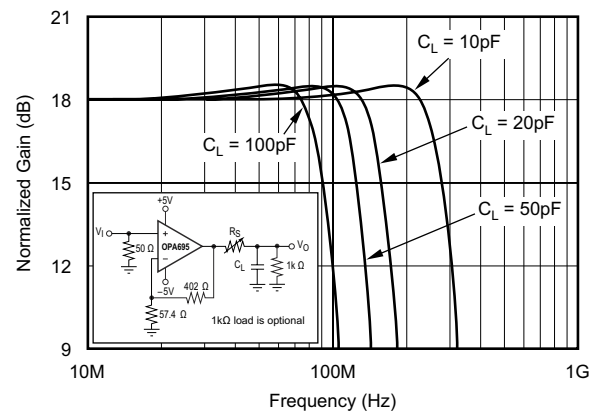 21
18
15
12
9
Normalized Gain (dB)
C_L = 10pF
C_L = 20pF
C_L = 50pF
C_L = 100pF
+5V
V_I
+
50 Ω
OPA695
−
−5V
R_S
V_O
C_L
1k Ω
402 Ω
57.4 Ω
1kΩ load is optional
10M
100M
1G
Frequency (Hz)